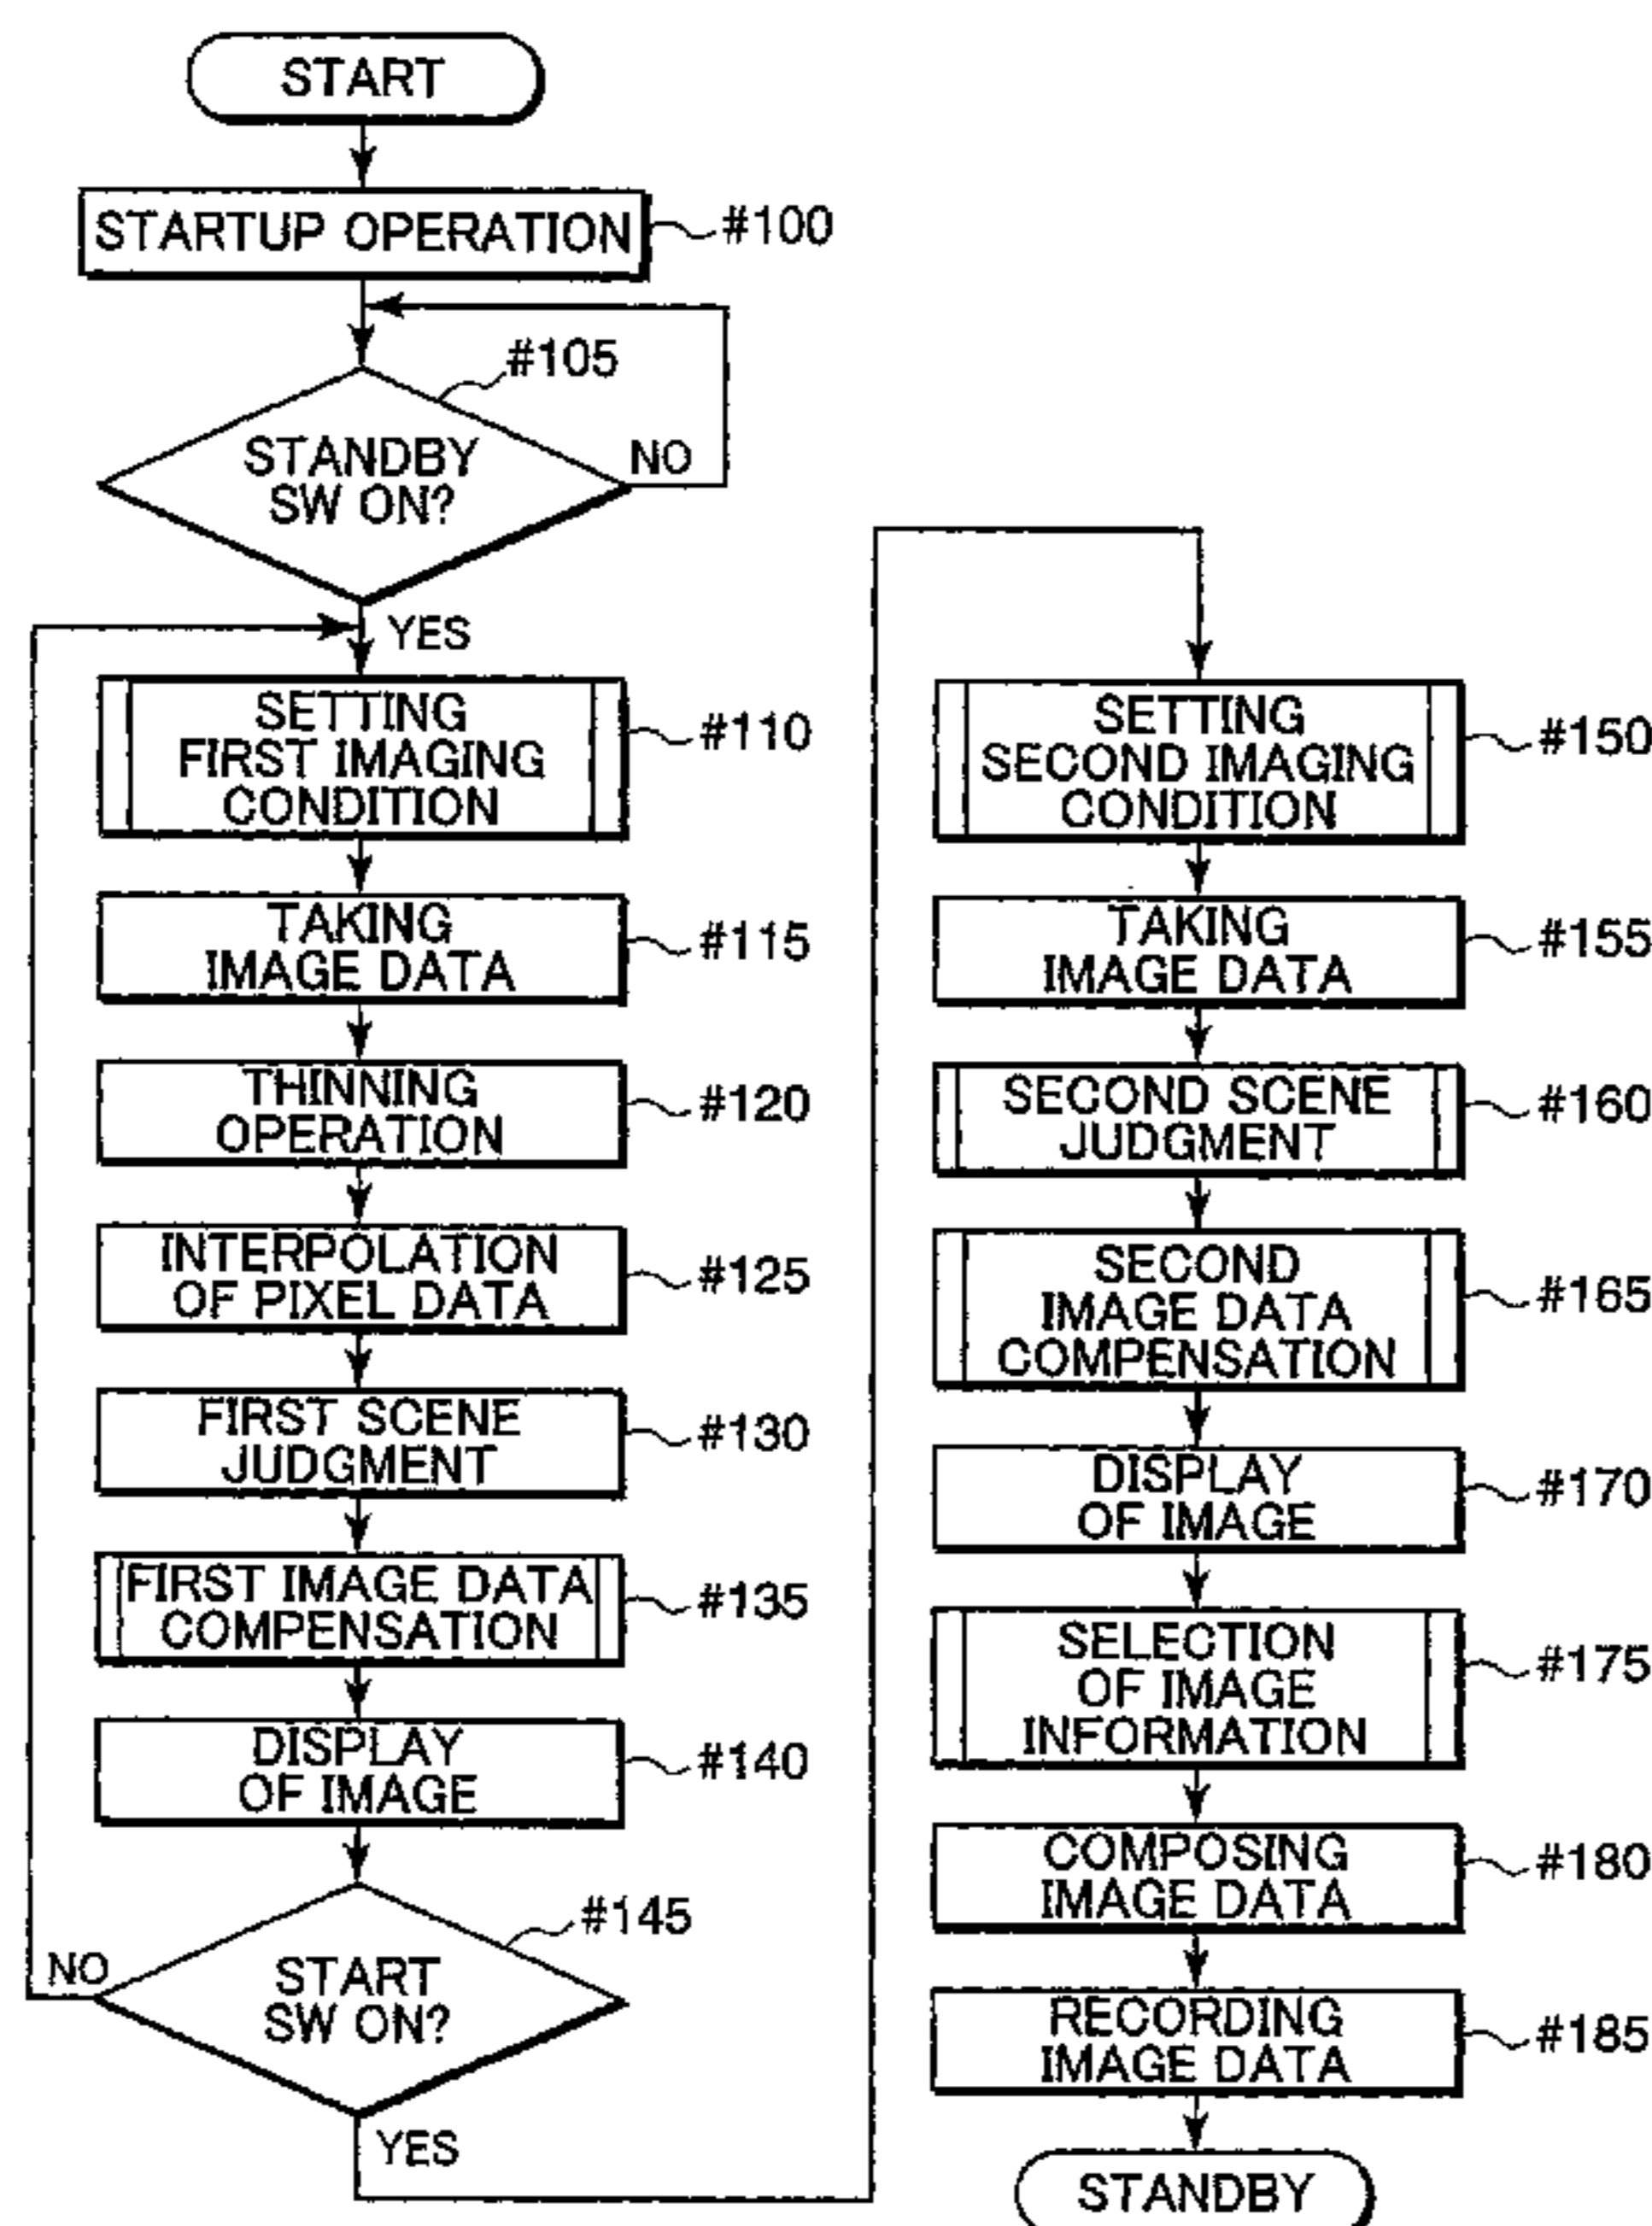 START
STARTUP OPERATION
#100
#105
STANDBY
SW ON?
NO
YES
SETTING
FIRST IMAGING
CONDITION
#110
TAKING
IMAGE DATA
#115
THINNING
OPERATION
#120
INTERPOLATION
OF PIXEL DATA
#125
FIRST SCENE
JUDGMENT
#130
FIRST IMAGE DATA
COMPENSATION
#135
DISPLAY
OF IMAGE
#140
#145
START
SW ON?
NO
YES
SETTING
SECOND IMAGING
CONDITION
#150
TAKING
IMAGE DATA
#155
SECOND SCENE
JUDGMENT
#160
SECOND
IMAGE DATA
COMPENSATION
#165
DISPLAY
OF IMAGE
#170
SELECTION
OF IMAGE
INFORMATION
#175
COMPOSING
IMAGE DATA
#180
RECORDING
IMAGE DATA
#185
STANDBY